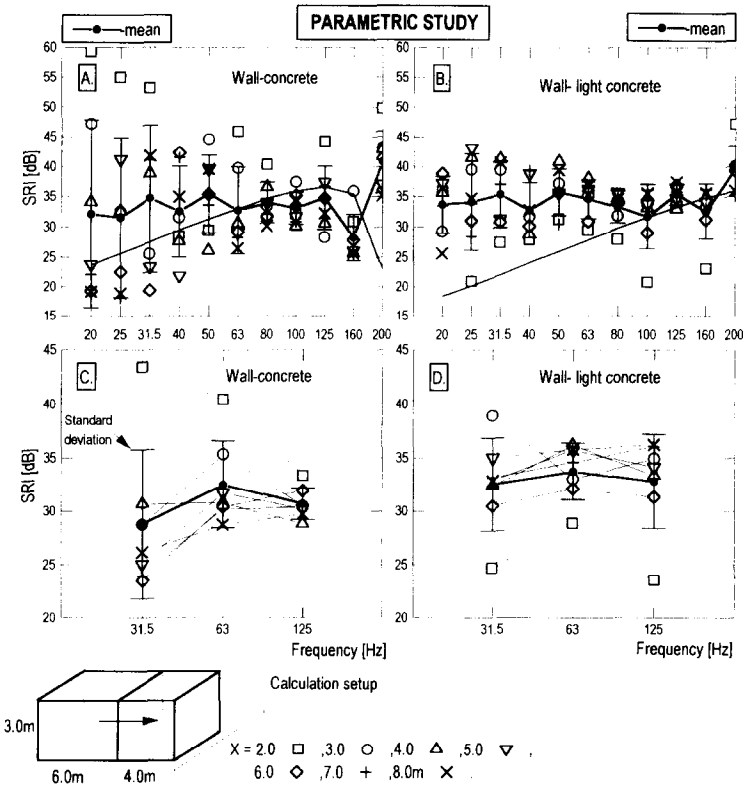 PARAMETRIC STUDY
mean
mean
A.
Wall-concrete
SRI [dB]
60
55
50
45
40
35
30
25
20
15
20 25 31.5 40 50 63 80 100 125 160 200
B.
Wall- light concrete
20 25 31.5 40 50 63 80 100 125 160 200
C.
Wall-concrete
Standard
deviation
SRI [dB]
45
40
35
30
25
20
31.5 63 125
Frequency [Hz]
D.
Wall- light concrete
31.5 63 125
Frequency [Hz]
Calculation setup
3.0m
6.0m 4.0m
X = 2.0 ,3.0 ,4.0 ,5.0 ,
6.0 ,7.0 ,8.0m